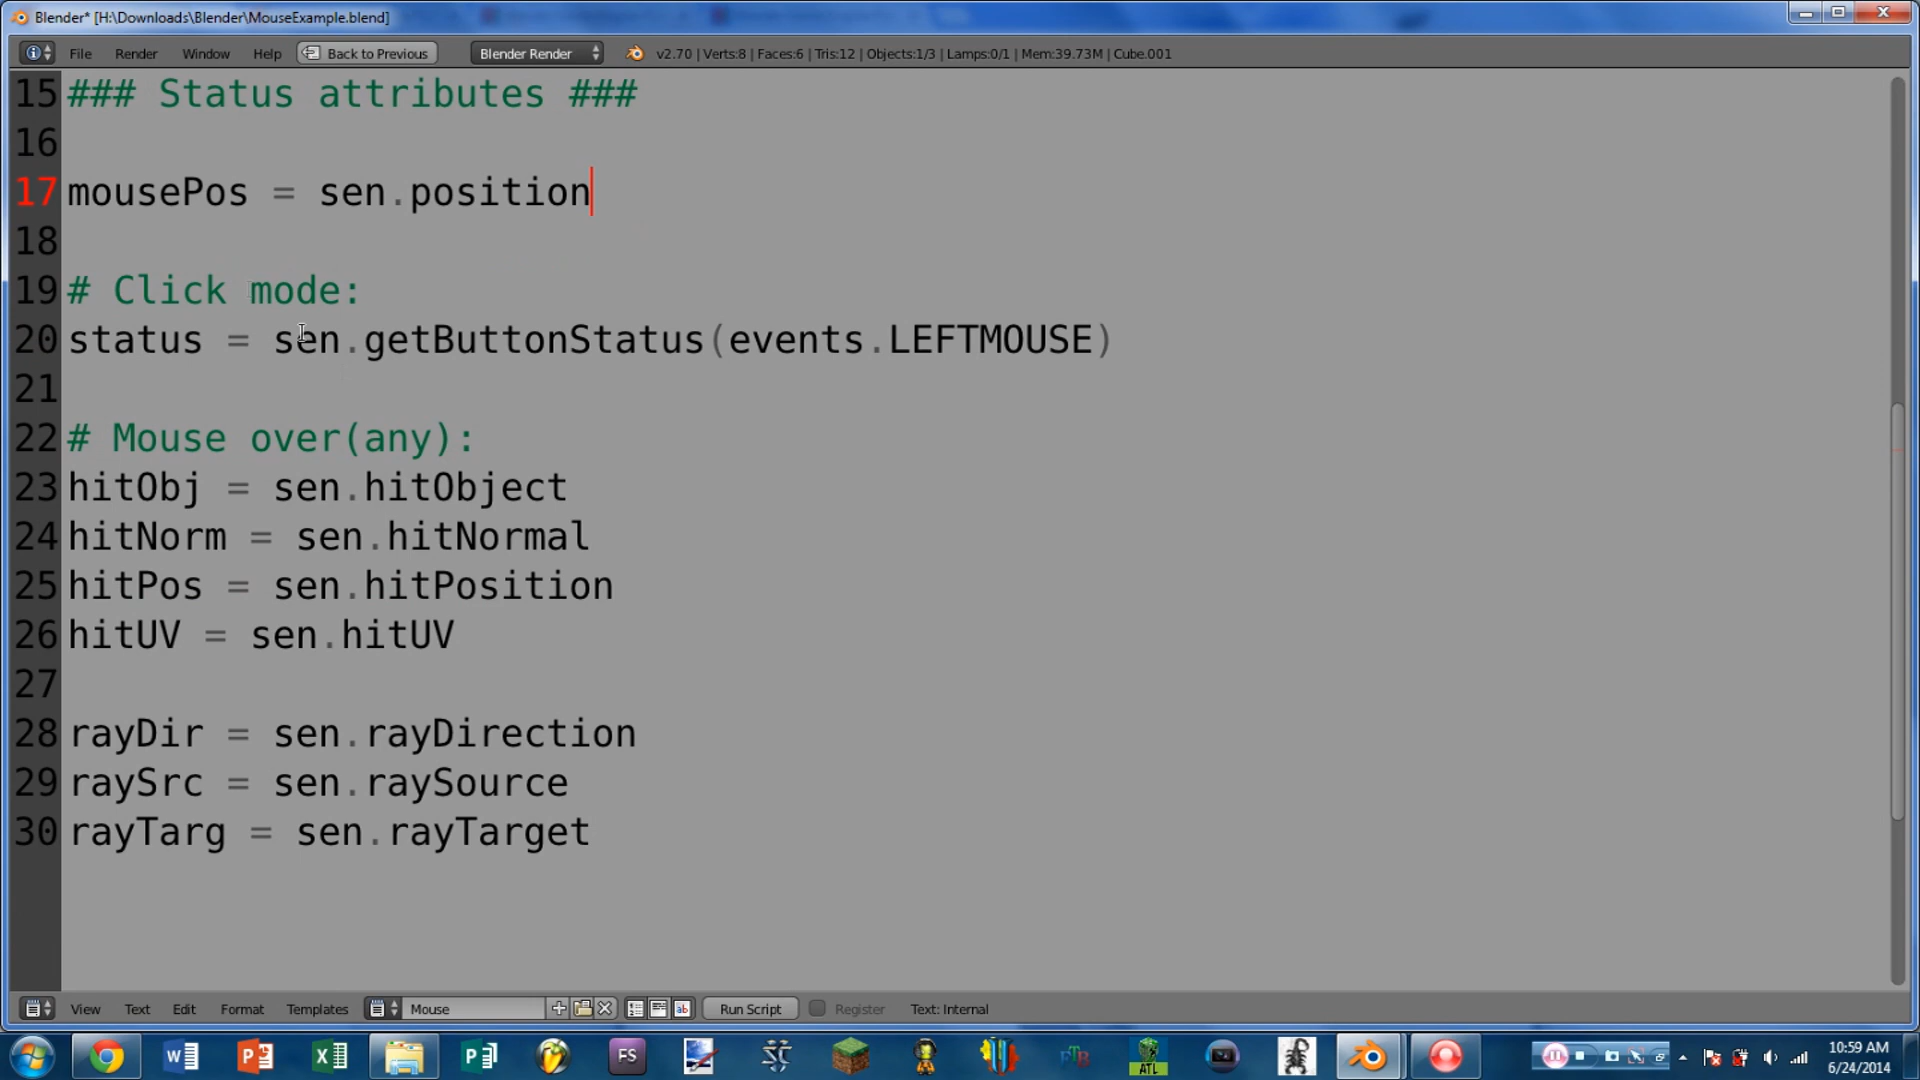 Blender* [H:\Downloads\Blender\MouseExample.blend]
File Render Window Help Back to Previous Blender Render v2.70 | Verts:8 | Faces:6 | Tris:12 | Objects:1/3 | Lamps:0/1 | Mem:39.73M | Cube.001
15 ### Status attributes ###
16
17 mousePos = sen.position
18
19 # Click mode:
20 status = sen.getButtonStatus(events.LEFTMOUSE)
21
22 # Mouse over(any):
23 hitObj = sen.hitObject
24 hitNorm = sen.hitNormal
25 hitPos = sen.hitPosition
26 hitUV = sen.hitUV
27
28 rayDir = sen.rayDirection
29 raySrc = sen.raySource
30 rayTarg = sen.rayTarget
View Text Edit Format Templates Mouse ab Run Script Register Text: Internal
FS FTB ATL 10:59 AM
6/24/2014